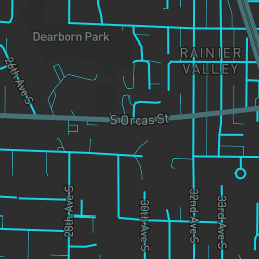 Dearborn Park
RAINIER
VALLEY
26th Ave S
S Orcas St
28th Ave S
30th Ave S
32nd Ave S
33rd Ave S